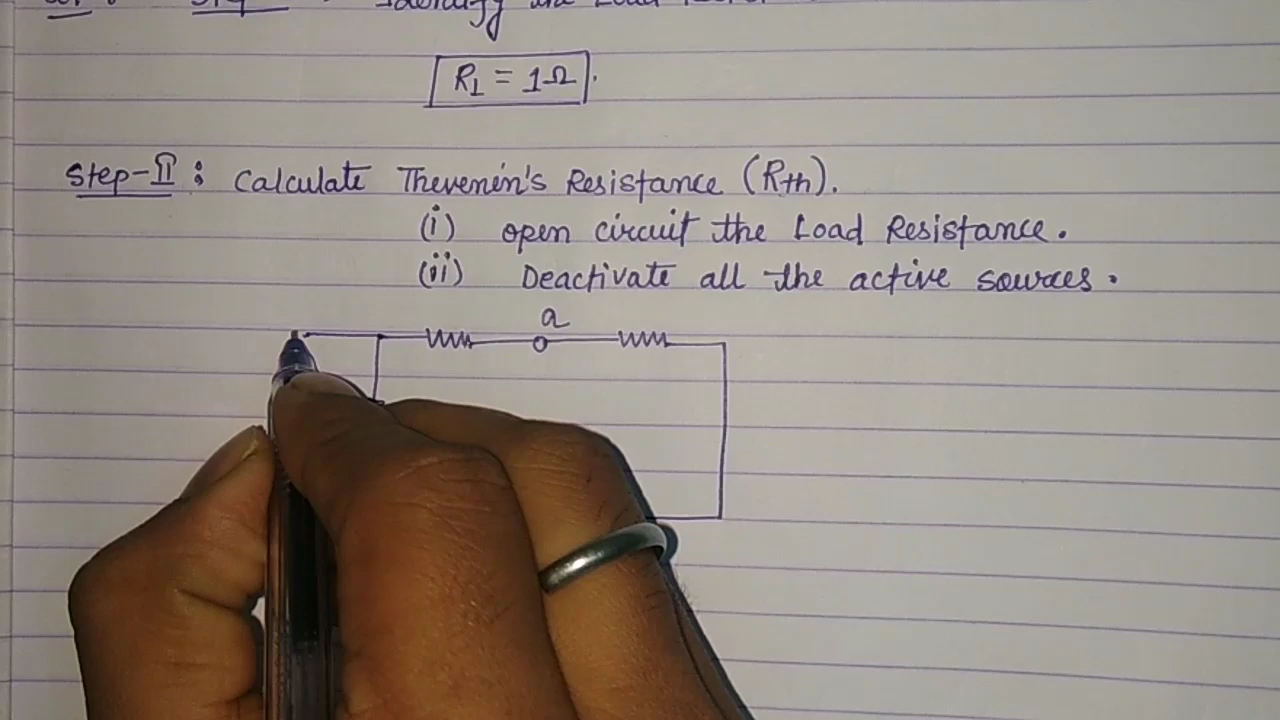 R_L = 1Ω.
Step-II : Calculate Thevenin's Resistance (Rth).
(i) open circuit the Load Resistance.
(ii) Deactivate all the active sources.
a